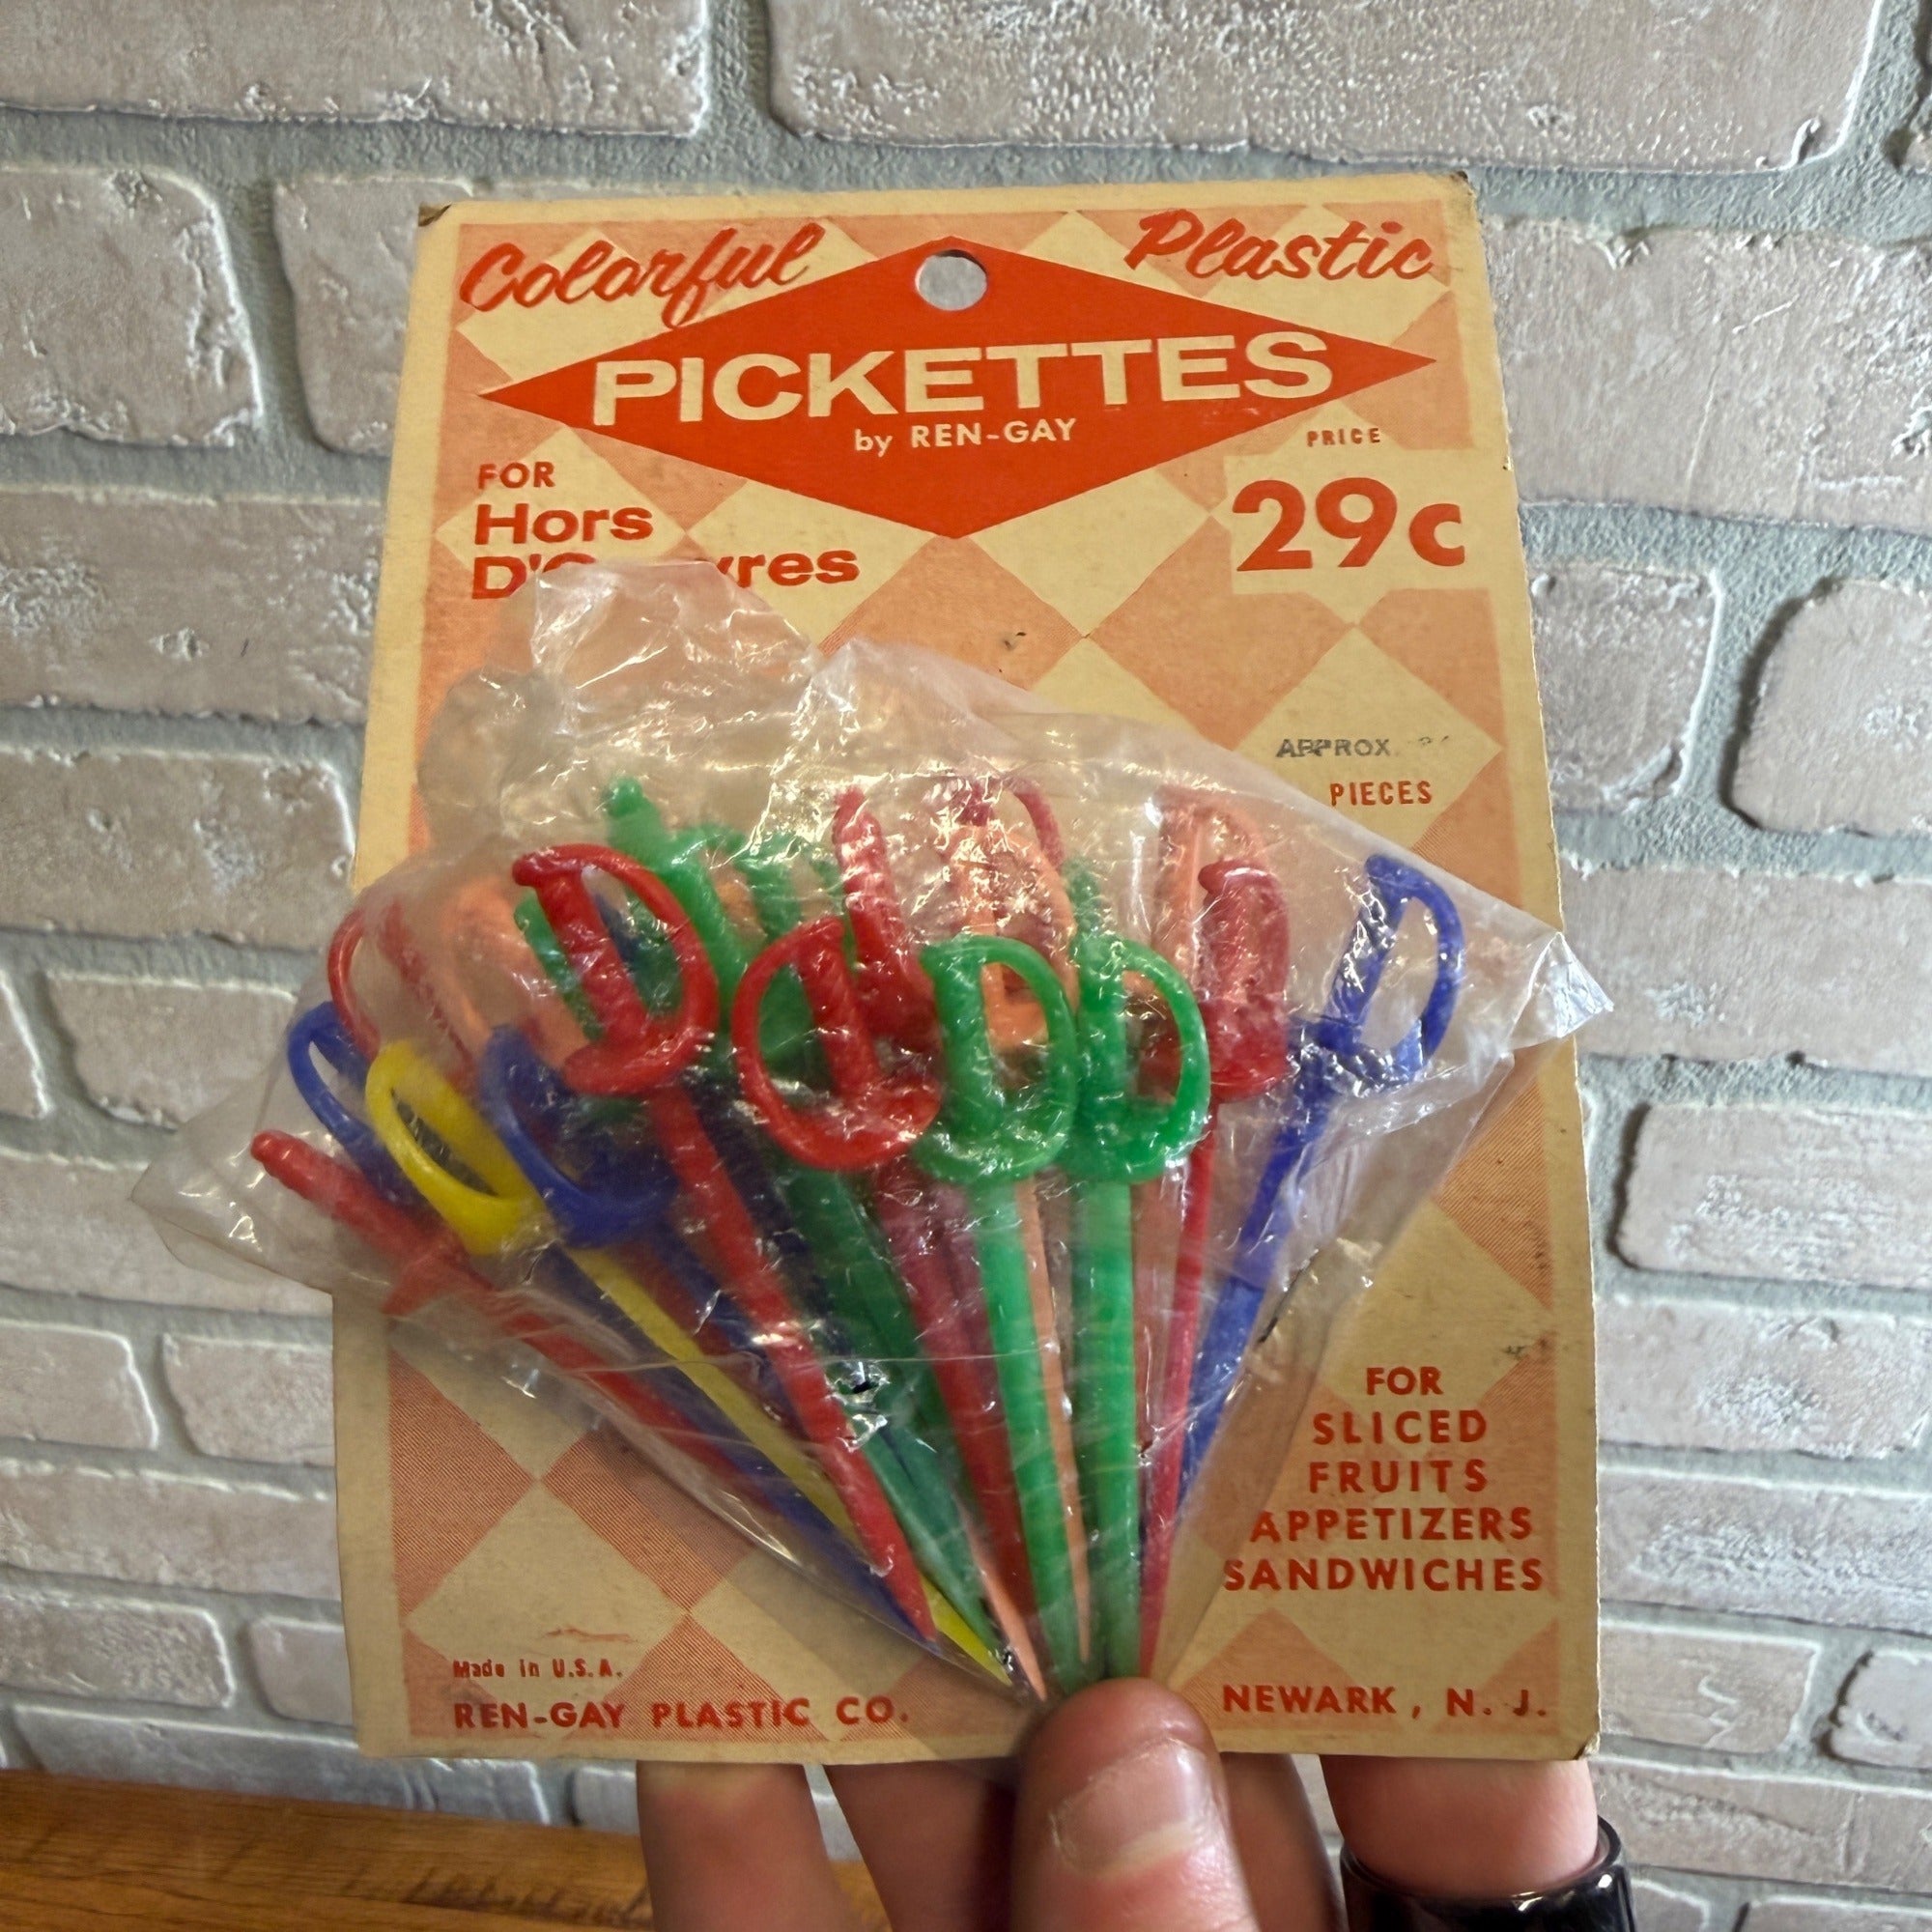 Colorful Plastic
PICKETTES
by REN-GAY
PRICE
29c
FOR
Hors
APPROX.
PIECES
FOR
SLICED
FRUITS
APPETIZERS
SANDWICHES
Made in U.S.A.
REN-GAY PLASTIC CO. NEWARK, N. J.